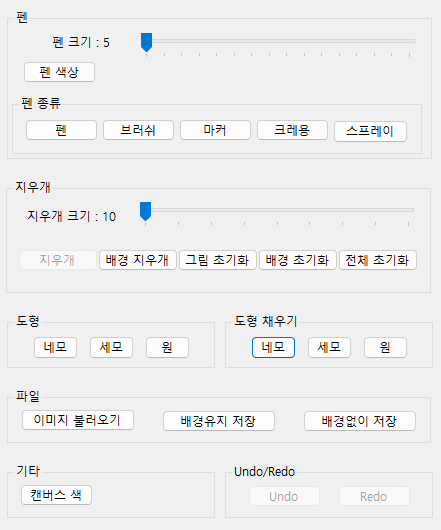 펜
펜 크기 : 5
펜 색상
펜 종류
펜 브러쉬 마커 크레용 스프레이
지우개
지우개 크기 : 10
지우개 배경 지우개 그림 초기화 배경 초기화 전체 초기화
도형 도형 채우기
네모 세모 원 네모 세모 원
파일
이미지 불러오기 배경유지 저장 배경없이 저장
기타 Undo/Redo
캔버스 색 Undo Redo